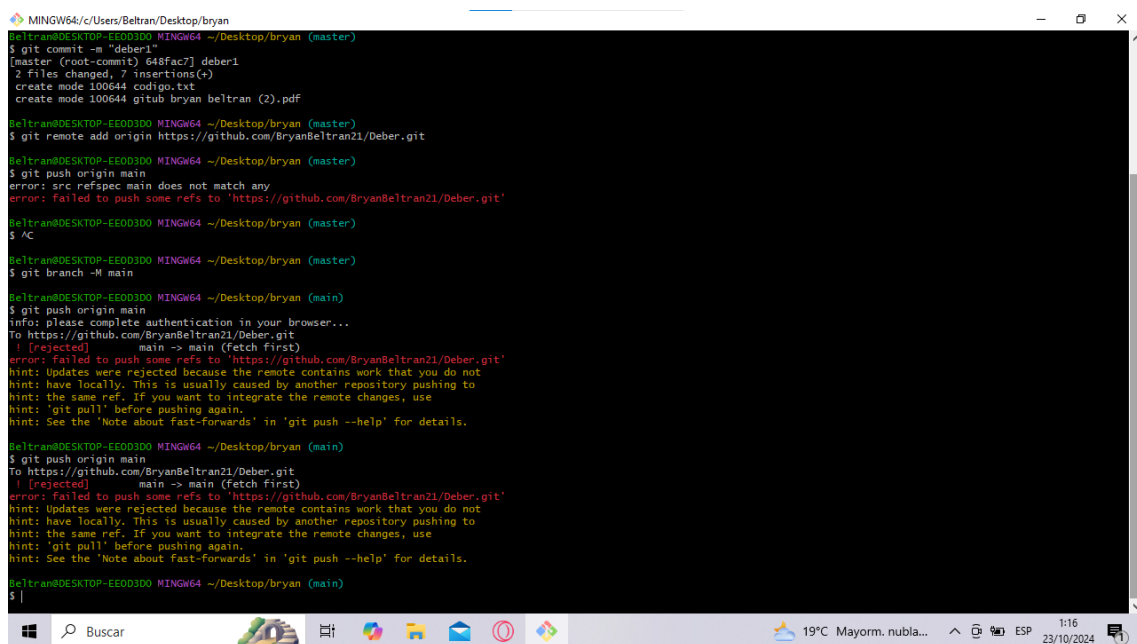 MINGW64:/c/Users/Beltran/Desktop/bryan
Beltran@DESKTOP-EEOD3DO MINGW64 ~/Desktop/bryan (master)
$ git commit -m "deber1"
[master (root-commit) 648fac7] deber1
 2 files changed, 7 insertions(+)
 create mode 100644 codigo.txt
 create mode 100644 gitub bryan beltran (2).pdf
Beltran@DESKTOP-EEOD3DO MINGW64 ~/Desktop/bryan (master)
$ git remote add origin https://github.com/BryanBeltran21/Deber.git
Beltran@DESKTOP-EEOD3DO MINGW64 ~/Desktop/bryan (master)
$ git push origin main
error: src refspec main does not match any
error: failed to push some refs to 'https://github.com/BryanBeltran21/Deber.git'
Beltran@DESKTOP-EEOD3DO MINGW64 ~/Desktop/bryan (master)
$ ^C
Beltran@DESKTOP-EEOD3DO MINGW64 ~/Desktop/bryan (master)
$ git branch -M main
Beltran@DESKTOP-EEOD3DO MINGW64 ~/Desktop/bryan (main)
$ git push origin main
info: please complete authentication in your browser...
To https://github.com/BryanBeltran21/Deber.git
 ! [rejected]        main -> main (fetch first)
error: failed to push some refs to 'https://github.com/BryanBeltran21/Deber.git'
hint: Updates were rejected because the remote contains work that you do not
hint: have locally. This is usually caused by another repository pushing to
hint: the same ref. If you want to integrate the remote changes, use
hint: 'git pull' before pushing again.
hint: See the 'Note about fast-forwards' in 'git push --help' for details.
Beltran@DESKTOP-EEOD3DO MINGW64 ~/Desktop/bryan (main)
$ git push origin main
To https://github.com/BryanBeltran21/Deber.git
 ! [rejected]        main -> main (fetch first)
error: failed to push some refs to 'https://github.com/BryanBeltran21/Deber.git'
hint: Updates were rejected because the remote contains work that you do not
hint: have locally. This is usually caused by another repository pushing to
hint: the same ref. If you want to integrate the remote changes, use
hint: 'git pull' before pushing again.
hint: See the 'Note about fast-forwards' in 'git push --help' for details.
Beltran@DESKTOP-EEOD3DO MINGW64 ~/Desktop/bryan (main)
$
Buscar
19°C Mayorm. nubla...
ESP
1:16
23/10/2024
1